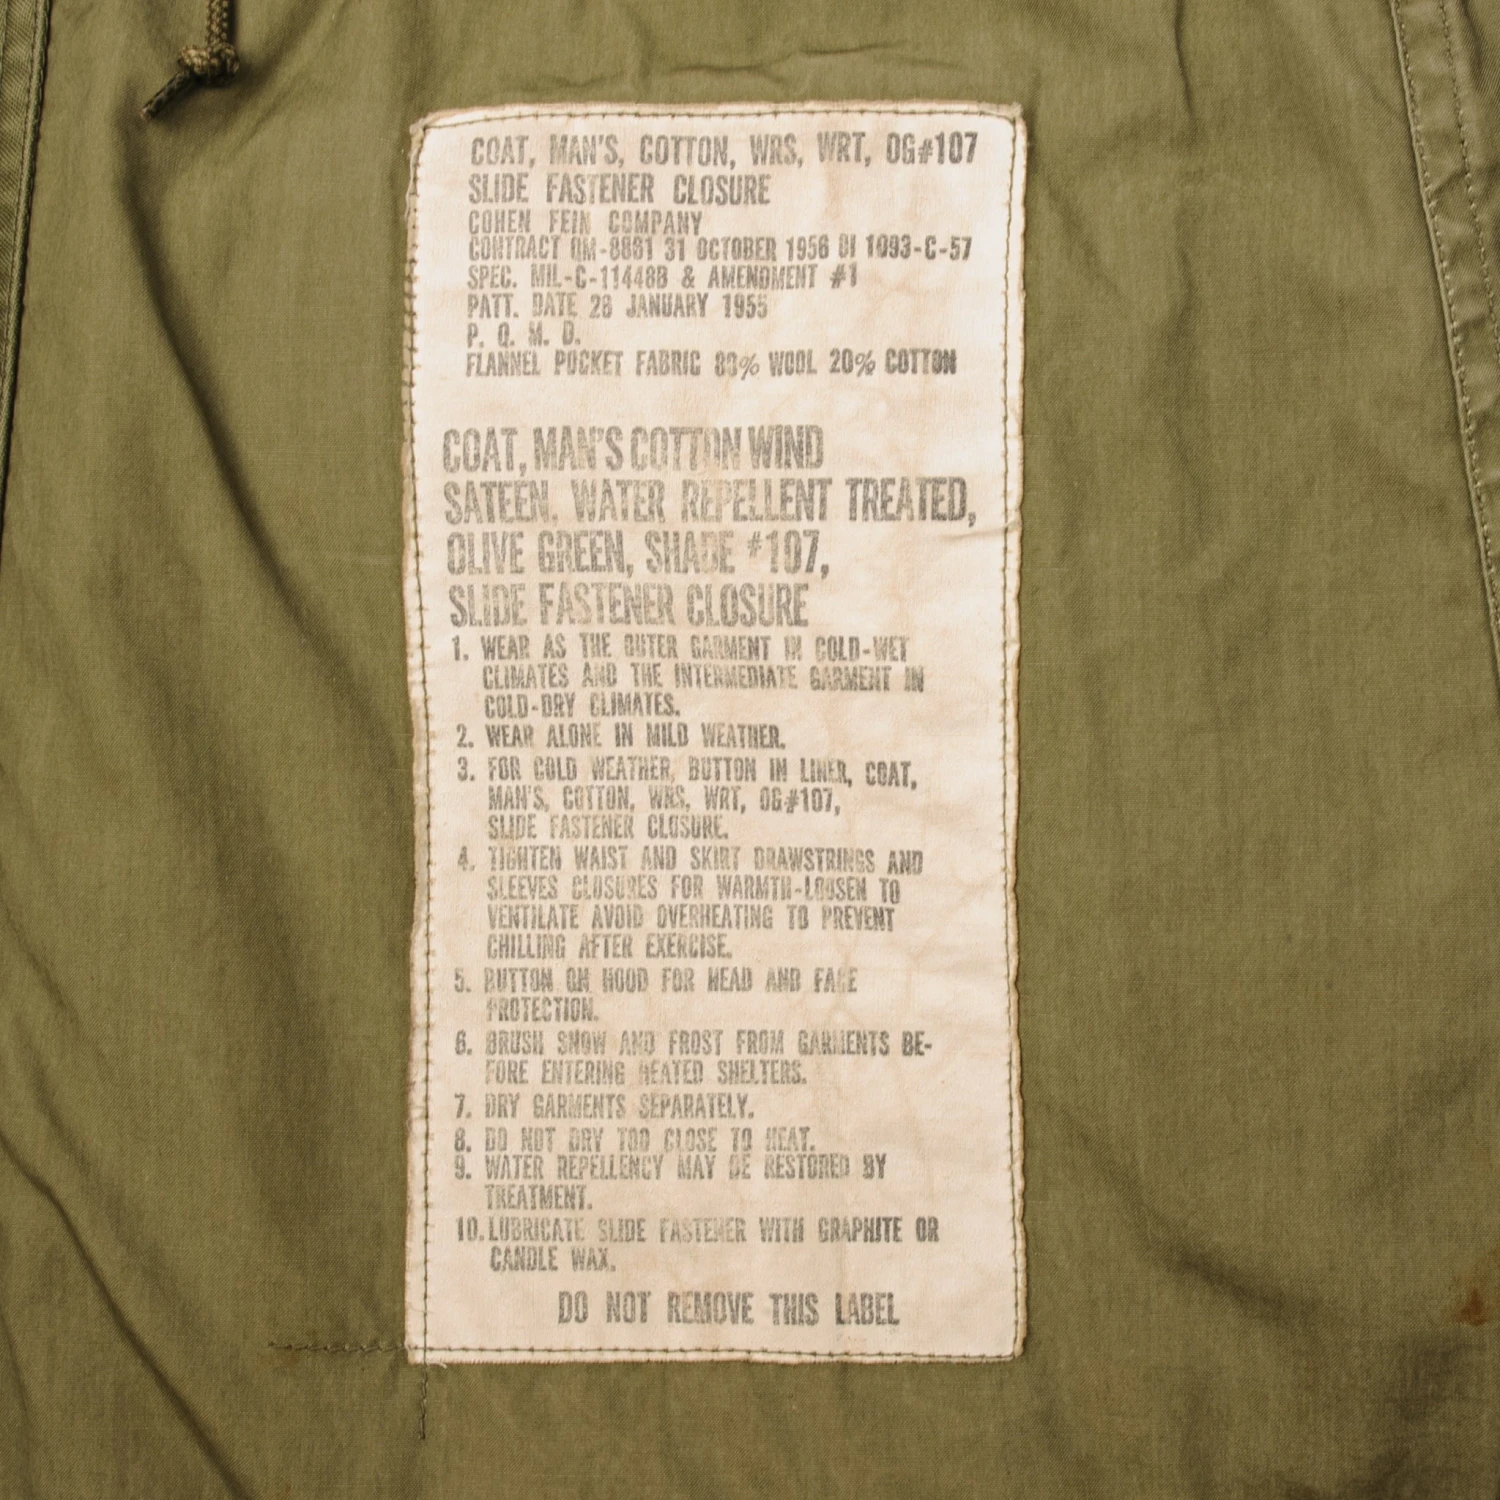 COAT, MAN'S, COTTON, WRS, WRT, OG#107
SLIDE FASTENER CLOSURE
COHEN FEIN COMPANY
CONTRACT QM-8881 31 OCTOBER 1956 OI 1093-C-57
SPEC. MIL-C-11448B & AMENDMENT #1
PATT. DATE 28 JANUARY 1955
P. Q. M. D.
FLANNEL POCKET FABRIC 80% WOOL 20% COTTON
COAT, MAN'S COTTON WIND
SATEEN. WATER REPELLENT TREATED,
OLIVE GREEN, SHADE #107,
SLIDE FASTENER CLOSURE
1. WEAR AS THE OUTER GARMENT IN COLD-WET
CLIMATES AND THE INTERMEDIATE GARMENT IN
COLD-DRY CLIMATES.
2. WEAR ALONE IN MILD WEATHER.
3. FOR COLD WEATHER, BUTTON IN LINER, COAT,
MAN'S, COTTON, WRS, WRT, OG#107,
SLIDE FASTENER CLOSURE.
4. TIGHTEN WAIST AND SKIRT DRAWSTRINGS AND
SLEEVES CLOSURES FOR WARMTH-LOOSEN TO
VENTILATE AVOID OVERHEATING TO PREVENT
CHILLING AFTER EXERCISE.
5. BUTTON ON HOOD FOR HEAD AND FACE
PROTECTION.
6. BRUSH SNOW AND FROST FROM GARMENTS BE-
FORE ENTERING HEATED SHELTERS.
7. DRY GARMENTS SEPARATELY.
8. DO NOT DRY TOO CLOSE TO HEAT.
9. WATER REPELLENCY MAY BE RESTORED BY
TREATMENT.
10. LUBRICATE SLIDE FASTENER WITH GRAPHITE OR
CANDLE WAX.
DO NOT REMOVE THIS LABEL